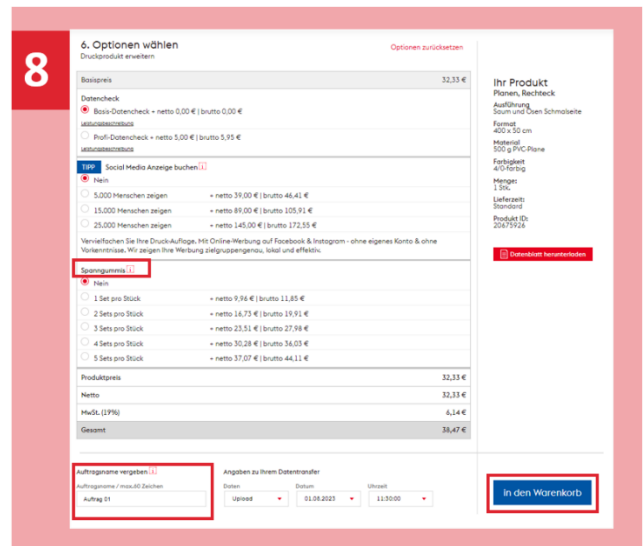 8
6. Optionen wählen
Druckprodukt erweitern
Optionen zurücksetzen
Basispreis 32,33 €
Datencheck
Basis-Datencheck + netto 0,00 € | brutto 0,00 €
Leistungsbeschreibung
Profi-Datencheck + netto 5,00 € | brutto 5,95 €
Leistungsbeschreibung
TIPP Social Media Anzeige buchen i
Nein
5.000 Menschen zeigen + netto 39,00 € | brutto 46,41 €
15.000 Menschen zeigen + netto 89,00 € | brutto 105,91 €
25.000 Menschen zeigen + netto 145,00 € | brutto 172,55 €
Vervielfachen Sie Ihre Druck-Auflage. Mit Online-Werbung auf Facebook & Instagram - ohne eigenes Konto & ohne
Vorkenntnisse. Wir zeigen Ihre Werbung zielgruppengenau, lokal und effektiv.
Spanngummis i
Nein
1 Set pro Stück + netto 9,96 € | brutto 11,85 €
2 Sets pro Stück + netto 16,73 € | brutto 19,91 €
3 Sets pro Stück + netto 23,51 € | brutto 27,98 €
4 Sets pro Stück + netto 30,28 € | brutto 36,03 €
5 Sets pro Stück + netto 37,07 € | brutto 44,11 €
Produktpreis 32,33 €
Netto 32,33 €
MwSt. (19%) 6,14 €
Gesamt 38,47 €
Ihr Produkt
Planen, Rechteck
Ausführung
Saum und Ösen Schmalseite
Format
400 x 50 cm
Material
500 g PVC-Plane
Farbigkeit
4/0-farbig
Menge:
1 Stk.
Lieferzeit:
Standard
Produkt ID:
20675926
Datenblatt herunterladen
Auftragsname vergeben i
Auftragsname / max.60 Zeichen
Auftrag 01
Angaben zu Ihrem Datentransfer
Daten Datum Uhrzeit
Upload 01.08.2023 11:30:00
in den Warenkorb